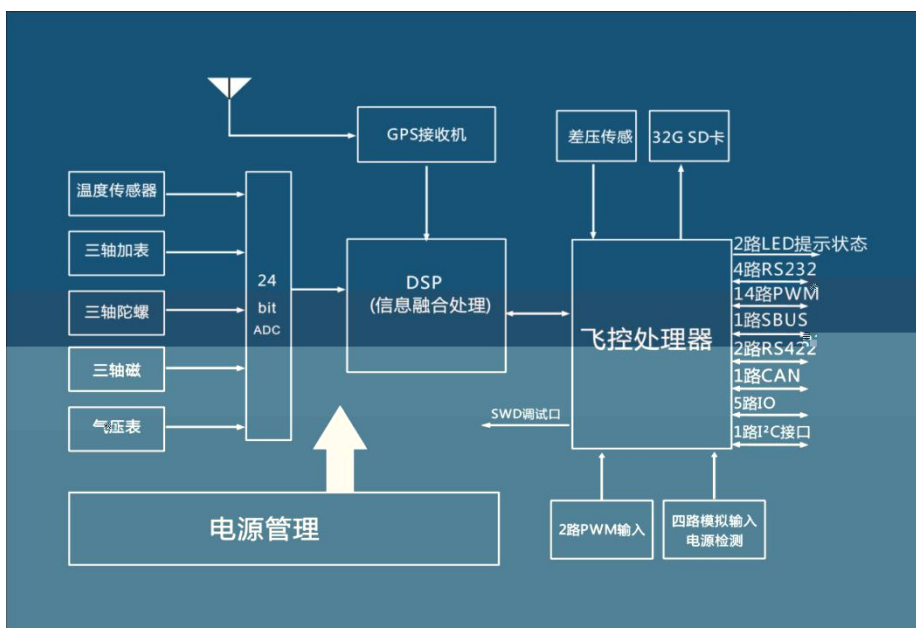 GPS接收机
差压传感
32G SD卡
温度传感器
三轴加表
三轴陀螺
三轴磁
气压表
24
bit
ADC
DSP
(信息融合处理)
飞控处理器
2路LED提示状态
4路RS232
14路PWM
1路SBUS
2路RS422
1路CAN
5路IO
1路I²C接口
SWD调试口
电源管理
2路PWM输入
四路模拟输入
电源检测